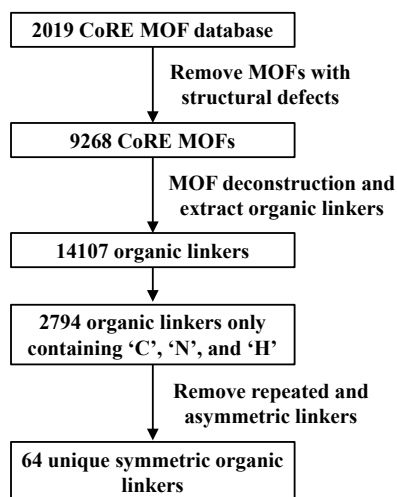 2019 CoRE MOF database
Remove MOFs with
structural defects
9268 CoRE MOFs
MOF deconstruction and
extract organic linkers
14107 organic linkers
2794 organic linkers only
containing ‘C’, ‘N’, and ‘H’
Remove repeated and
asymmetric linkers
64 unique symmetric organic
linkers